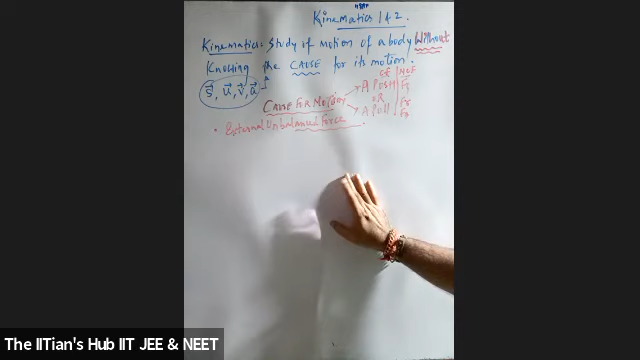 Kinematics 1 & 2.
Kinematics: Study of motion of a body Without
Knowing the CAUSE for its motion.
S⃗, u⃗, v⃗, a⃗
CAUSE FOR Motion
A PUSH
OR
A PULL
• External Unbalanced Force
The IITian's Hub IIT JEE & NEET